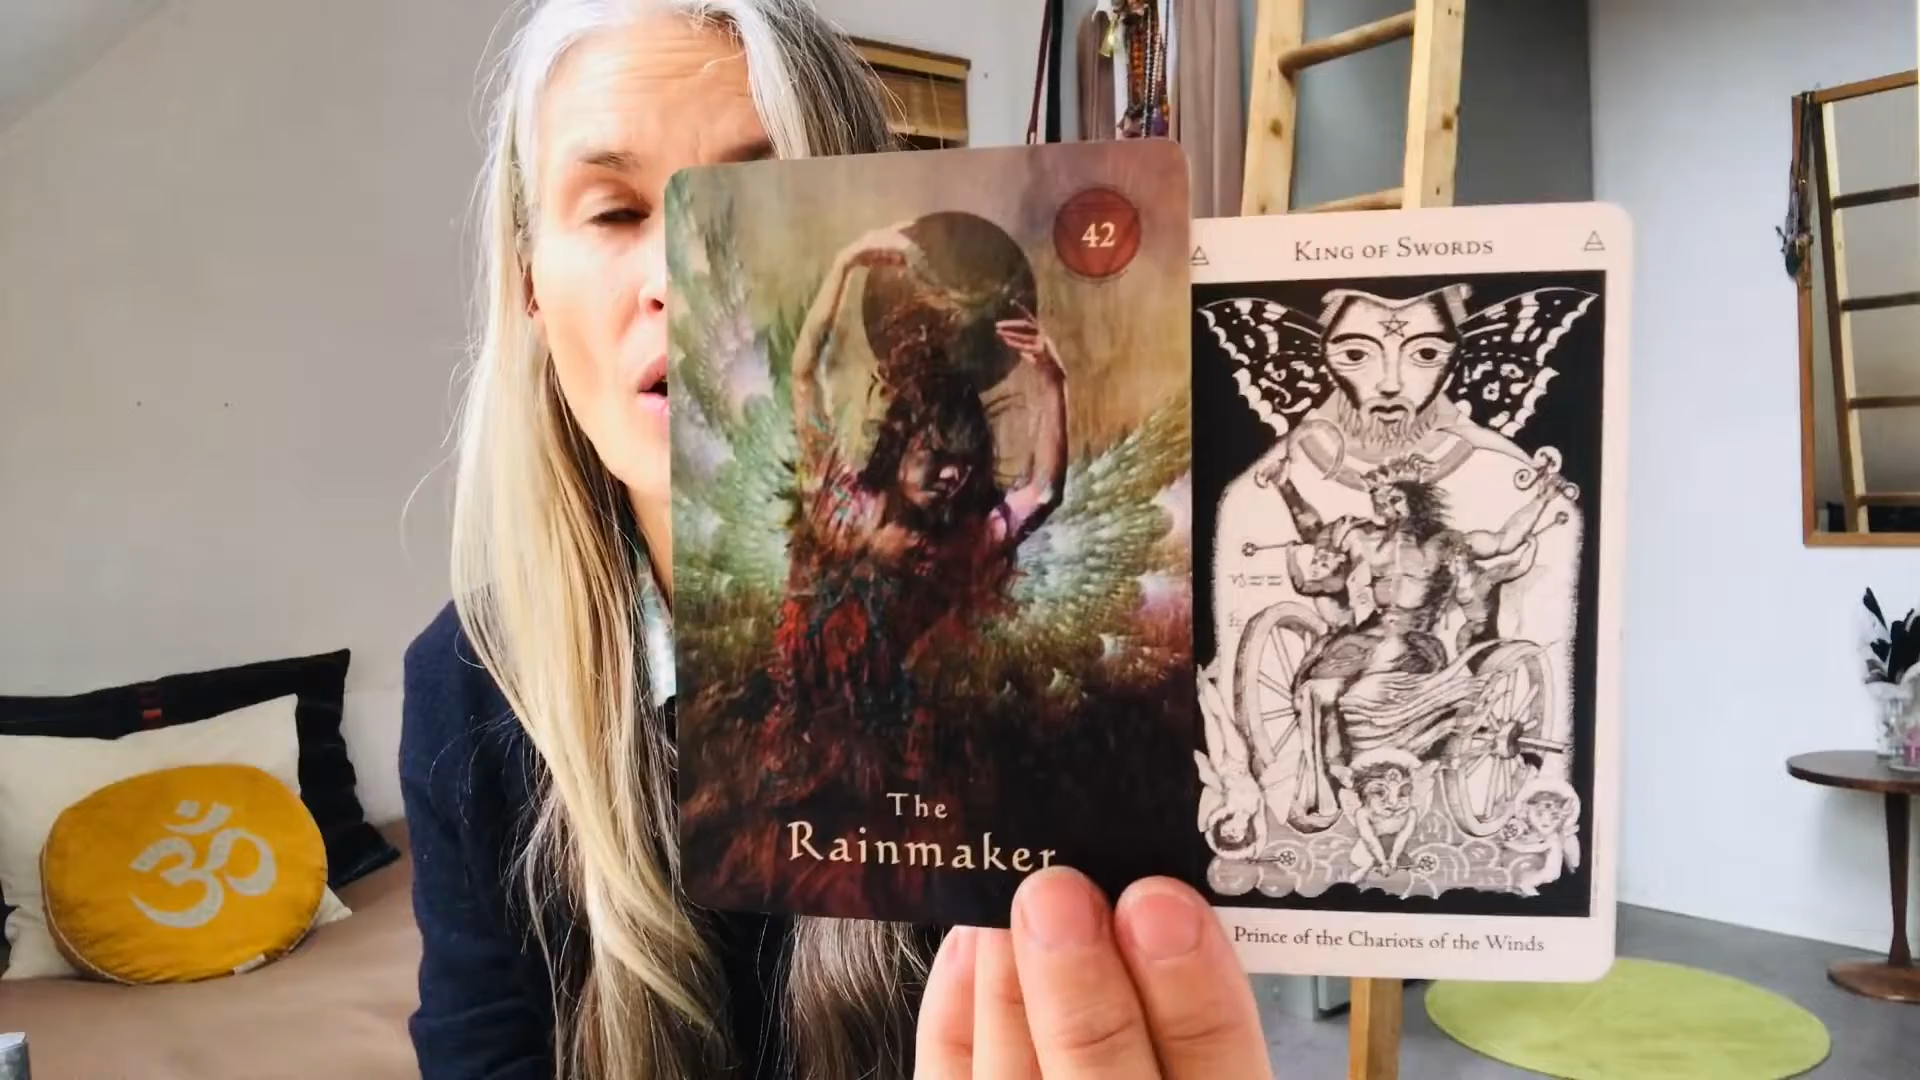 42
The
Rainmaker
KING OF SWORDS
Prince of the Chariots of the Winds
ॐ